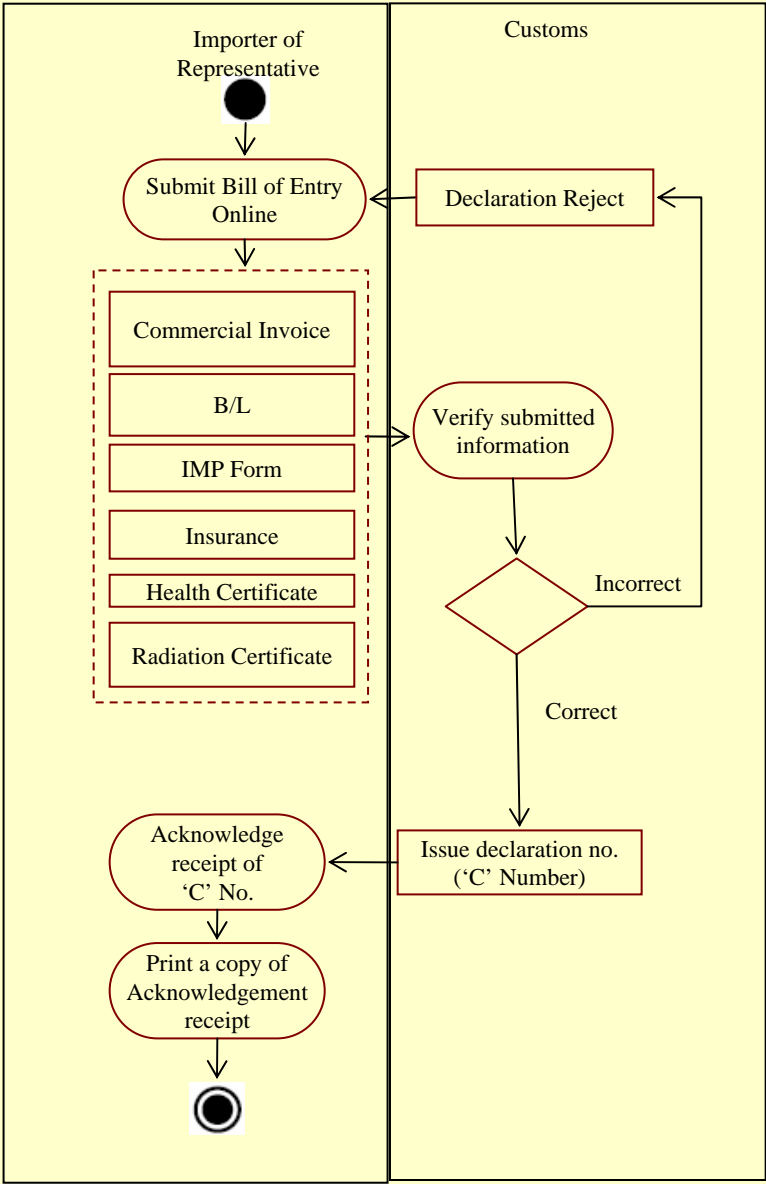 Importer of
Representative
Customs
Submit Bill of Entry
Online
Declaration Reject
Commercial Invoice
B/L
IMP Form
Insurance
Health Certificate
Radiation Certificate
Verify submitted
information
Incorrect
Correct
Issue declaration no.
(‘C’ Number)
Acknowledge
receipt of
‘C’ No.
Print a copy of
Acknowledgement
receipt